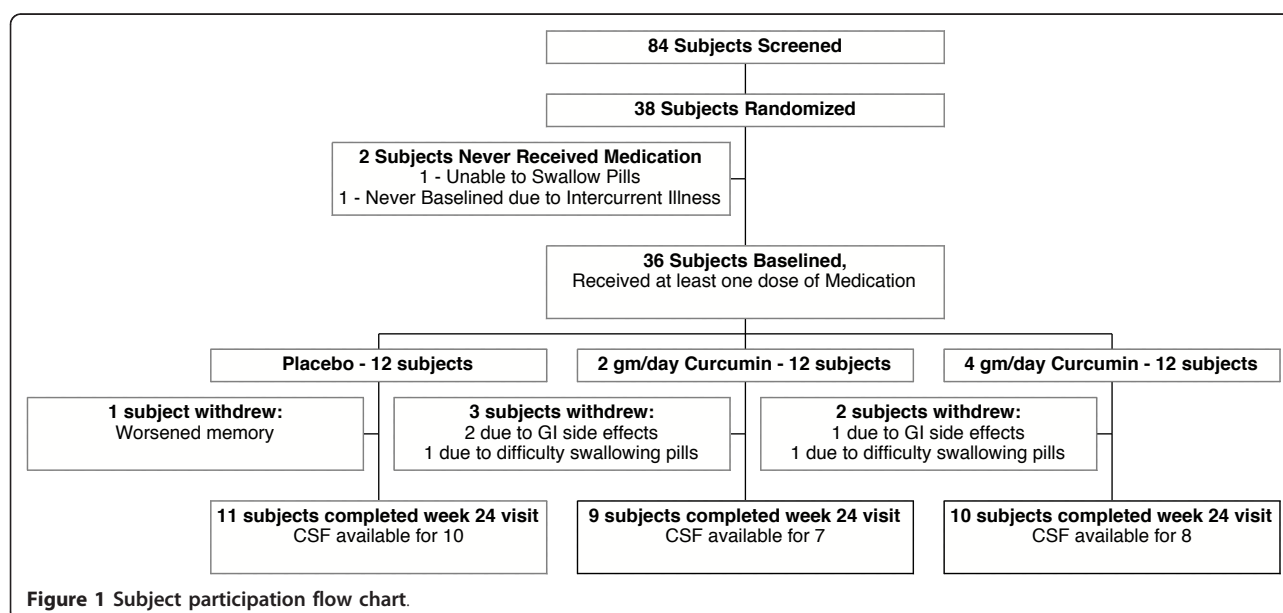 84 Subjects Screened
38 Subjects Randomized
2 Subjects Never Received Medication
1 - Unable to Swallow Pills
1 - Never Baselined due to Intercurrent Illness
36 Subjects Baselined,
Received at least one dose of Medication
Placebo - 12 subjects
2 gm/day Curcumin - 12 subjects
4 gm/day Curcumin - 12 subjects
1 subject withdrew:
Worsened memory
3 subjects withdrew:
2 due to GI side effects
1 due to difficulty swallowing pills
2 subjects withdrew:
1 due to GI side effects
1 due to difficulty swallowing pills
11 subjects completed week 24 visit
CSF available for 10
9 subjects completed week 24 visit
CSF available for 7
10 subjects completed week 24 visit
CSF available for 8
Figure 1 Subject participation flow chart.